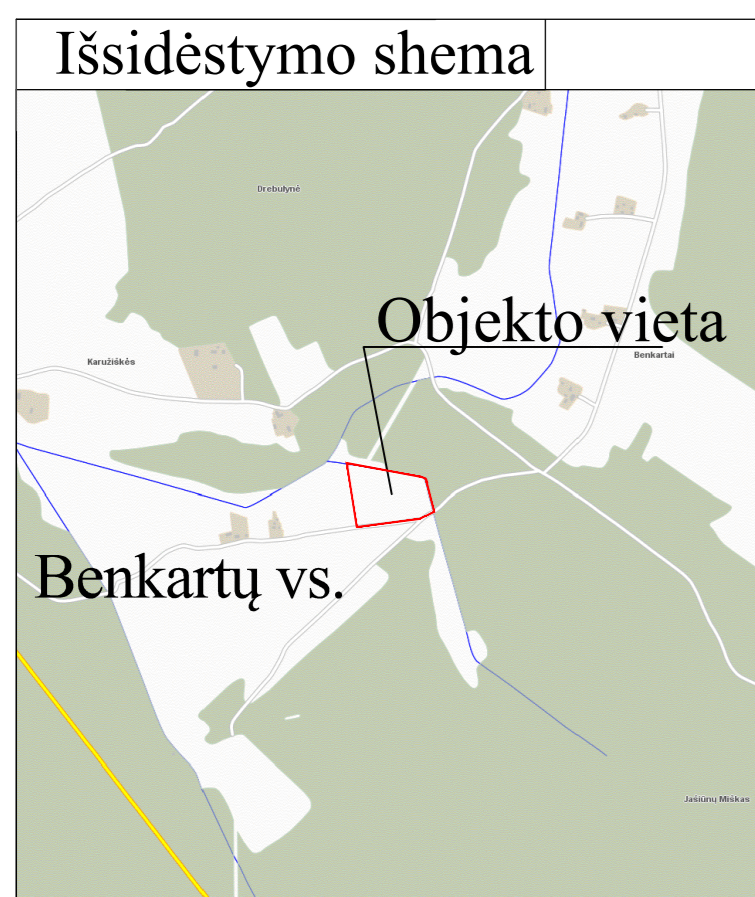 Išsidėstymo shema
Drebulynė
Objekto vieta
Benkartai
Karužiškės
Benkartų vs.
Jašiūnų Miškas